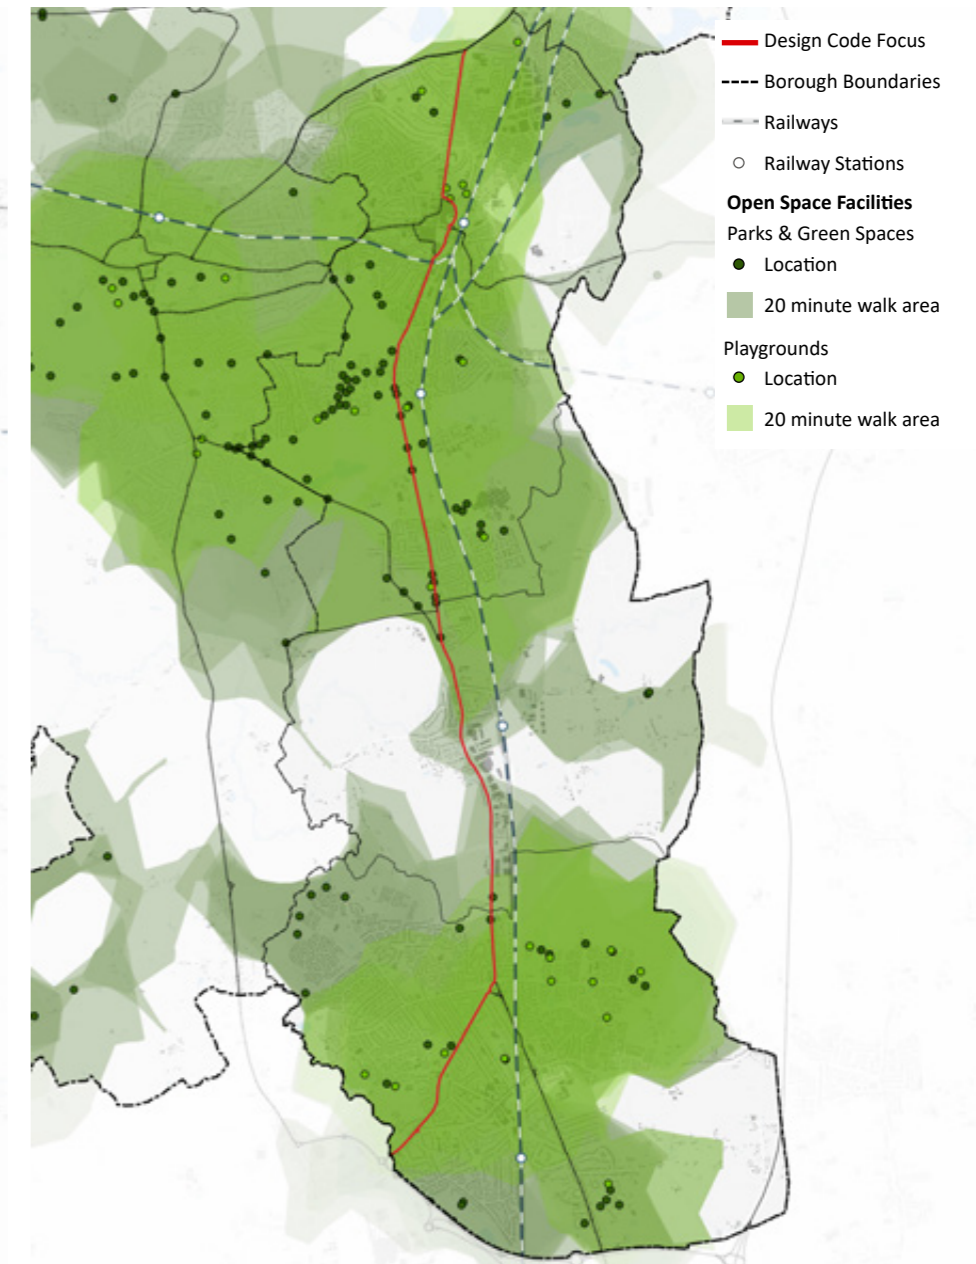 Design Code Focus
Borough Boundaries
Railways
Railway Stations
Open Space Facilities
Parks & Green Spaces
Location
20 minute walk area
Playgrounds
Location
20 minute walk area